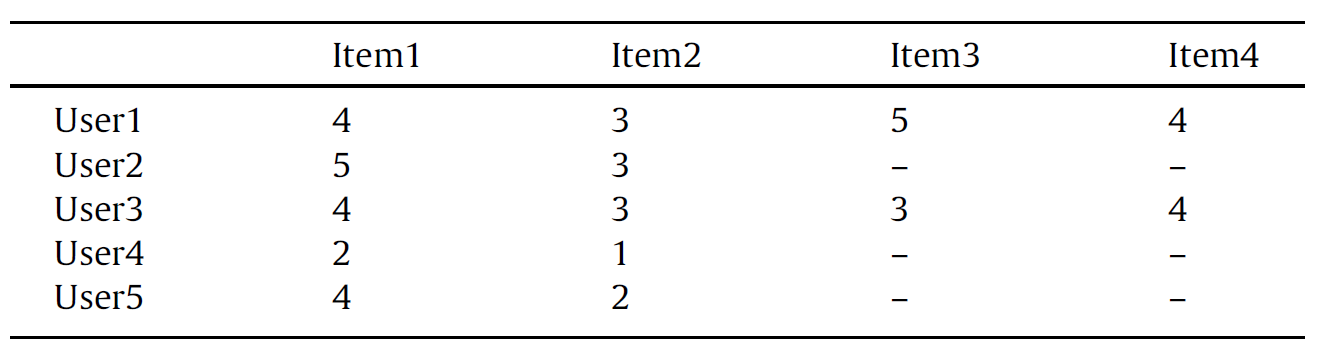 Item1 Item2 Item3 Item4
User1 4 3 5 4
User2 5 3 – –
User3 4 3 3 4
User4 2 1 – –
User5 4 2 – –